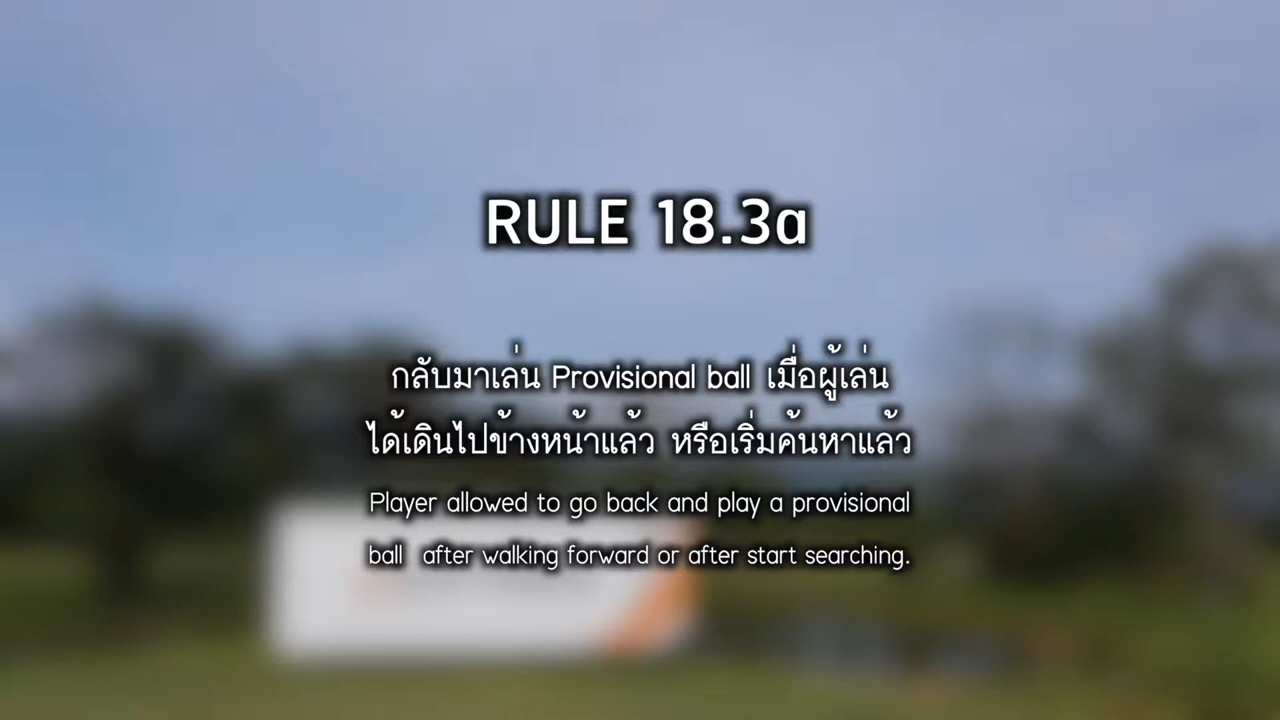 RULE 18.3a
กลับมาเล่น Provisional ball เมื่อผู้เล่น
ได้เดินไปข้างหน้าแล้ว หรือเริ่มค้นหาแล้ว
Player allowed to go back and play a provisional
ball after walking forward or after start searching.